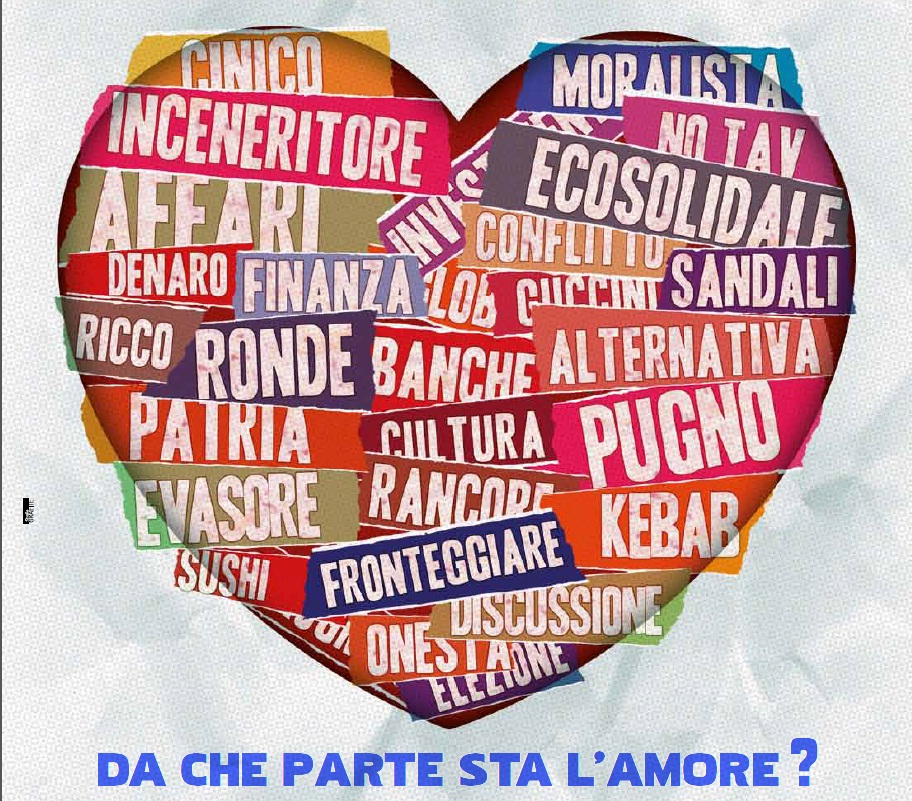 CINICO
MORALISTA
INCENERITORE
NO TAV
ECOSOLIDALE
AFFARI
CONFLITTO
DENARO
FINANZA
SANDALI
GUCCINI
RICCO
RONDE
BANCHE
ALTERNATIVA
PATRIA
CULTURA
PUGNO
EVASORE
RANCORE
KEBAB
SUSHI
FRONTEGGIARE
DISCUSSIONE
ONESTA
ELEZIONE
DA CHE PARTE STA L'AMORE?